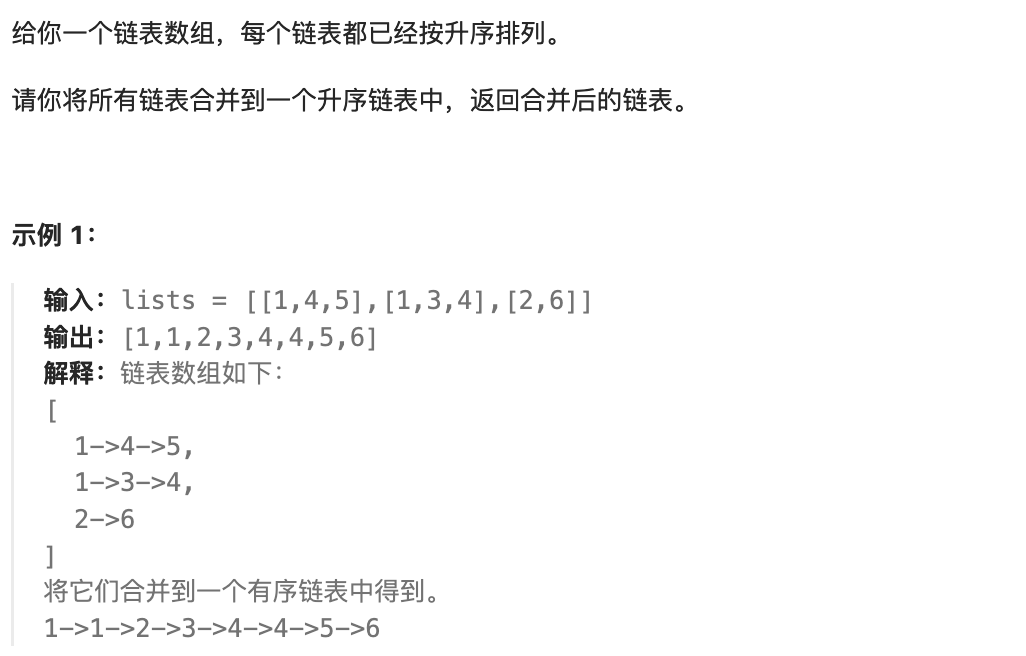 给你一个链表数组，每个链表都已经按升序排列。
请你将所有链表合并到一个升序链表中，返回合并后的链表。
示例 1：
输入：lists = [[1,4,5],[1,3,4],[2,6]]
输出：[1,1,2,3,4,4,5,6]
解释：链表数组如下：
[
  1->4->5,
  1->3->4,
  2->6
]
将它们合并到一个有序链表中得到。
1->1->2->3->4->4->5->6